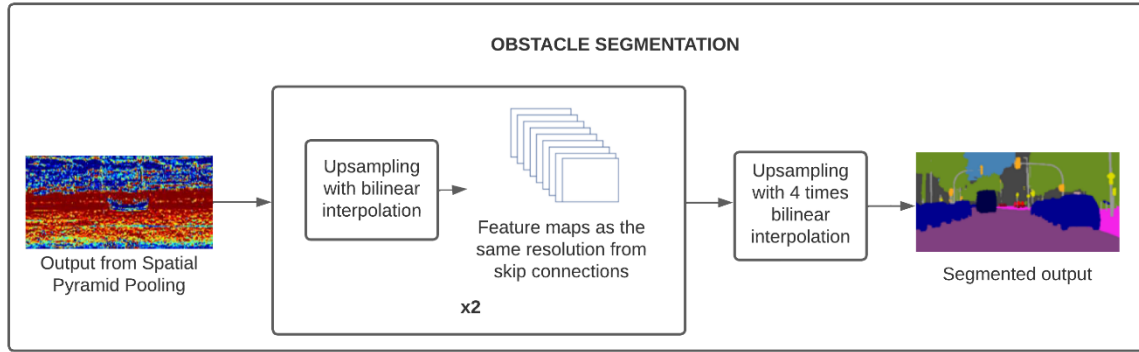 OBSTACLE SEGMENTATION
Output from Spatial
Pyramid Pooling
Upsampling
with bilinear
interpolation
Feature maps as the
same resolution from
skip connections
x2
Upsampling
with 4 times
bilinear
interpolation
Segmented output